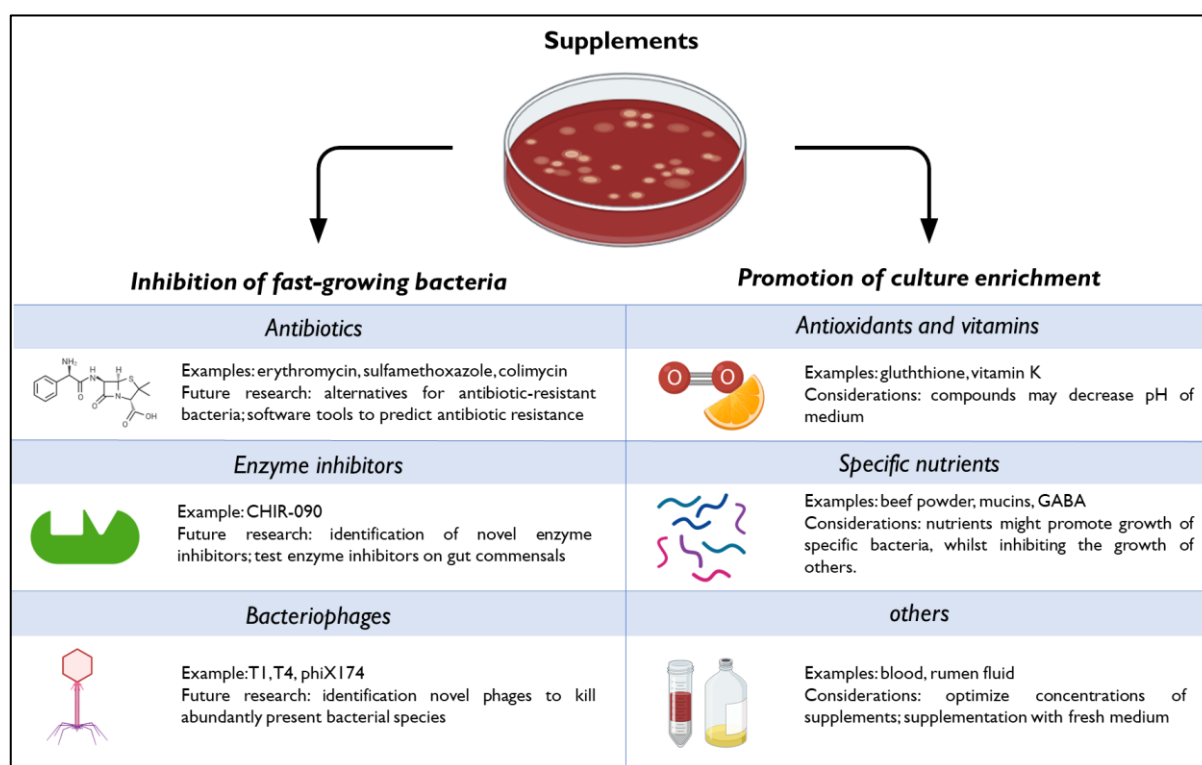 Supplements
Inhibition of fast-growing bacteria
Promotion of culture enrichment
Antibiotics
NH₂
H
N
H
S
O
O
N
O
OH
Examples: erythromycin, sulfamethoxazole, colimycin
Future research: alternatives for antibiotic-resistant
bacteria; software tools to predict antibiotic resistance
Antioxidants and vitamins
O O
Examples: gluththione, vitamin K
Considerations: compounds may decrease pH of
medium
Enzyme inhibitors
Example: CHIR-090
Future research: identification of novel enzyme
inhibitors; test enzyme inhibitors on gut commensals
Specific nutrients
Examples: beef powder, mucins, GABA
Considerations: nutrients might promote growth of
specific bacteria, whilst inhibiting the growth of
others.
Bacteriophages
Example: T1, T4, phiX174
Future research: identification novel phages to kill
abundantly present bacterial species
others
Examples: blood, rumen fluid
Considerations: optimize concentrations of
supplements; supplementation with fresh medium